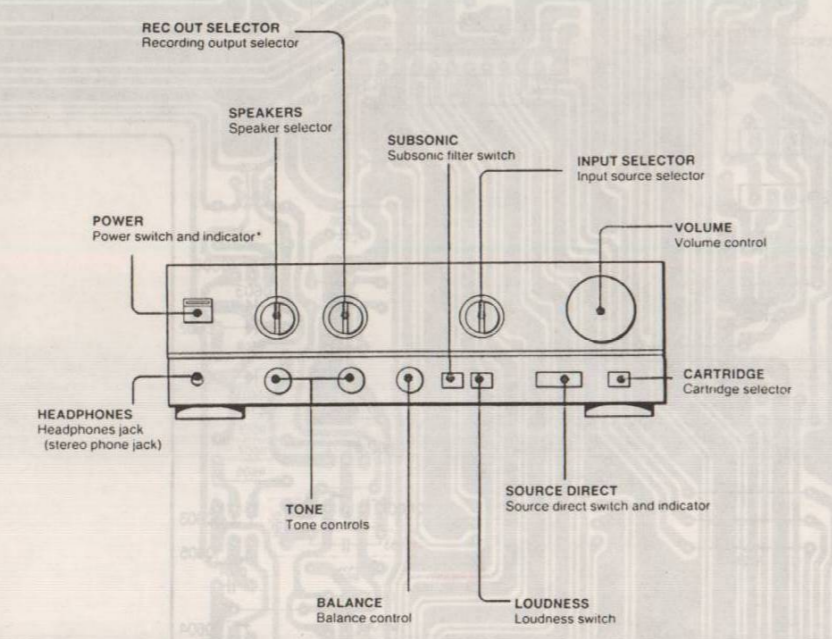 REC OUT SELECTOR
Recording output selector
SPEAKERS
Speaker selector
SUBSONIC
Subsonic filter switch
INPUT SELECTOR
Input source selector
POWER
Power switch and indicator*
VOLUME
Volume control
CARTRIDGE
Cartridge selector
HEADPHONES
Headphones jack
(stereo phone jack)
SOURCE DIRECT
Source direct switch and indicator
TONE
Tone controls
BALANCE
Balance control
LOUDNESS
Loudness switch